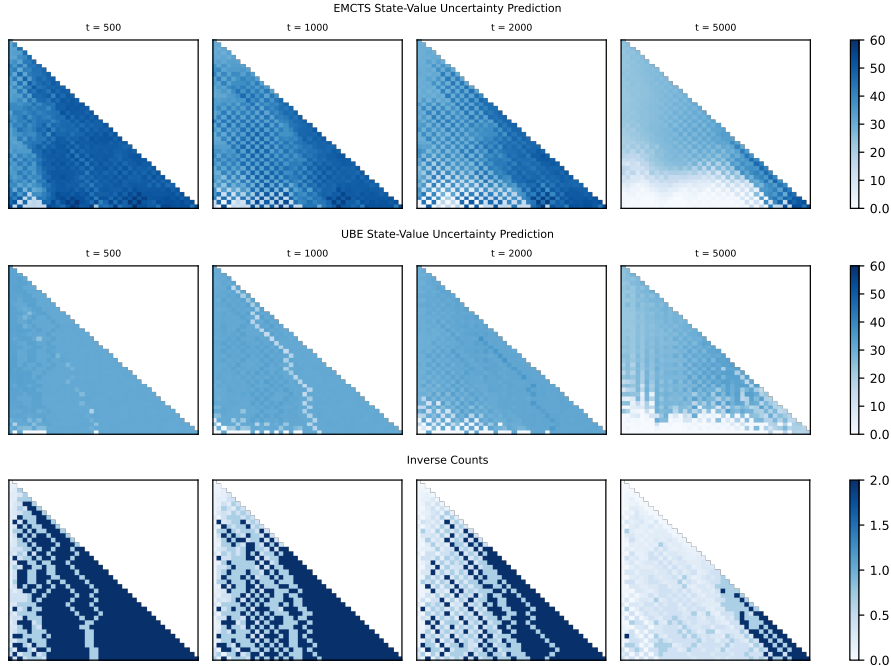 EMCTS State-Value Uncertainty Prediction
t = 500
t = 1000
t = 2000
t = 5000
60
50
40
30
20
10
0.0
UBE State-Value Uncertainty Prediction
t = 500
t = 1000
t = 2000
t = 5000
60
50
40
30
20
10
0.0
Inverse Counts
2.0
1.5
1.0
0.5
0.0